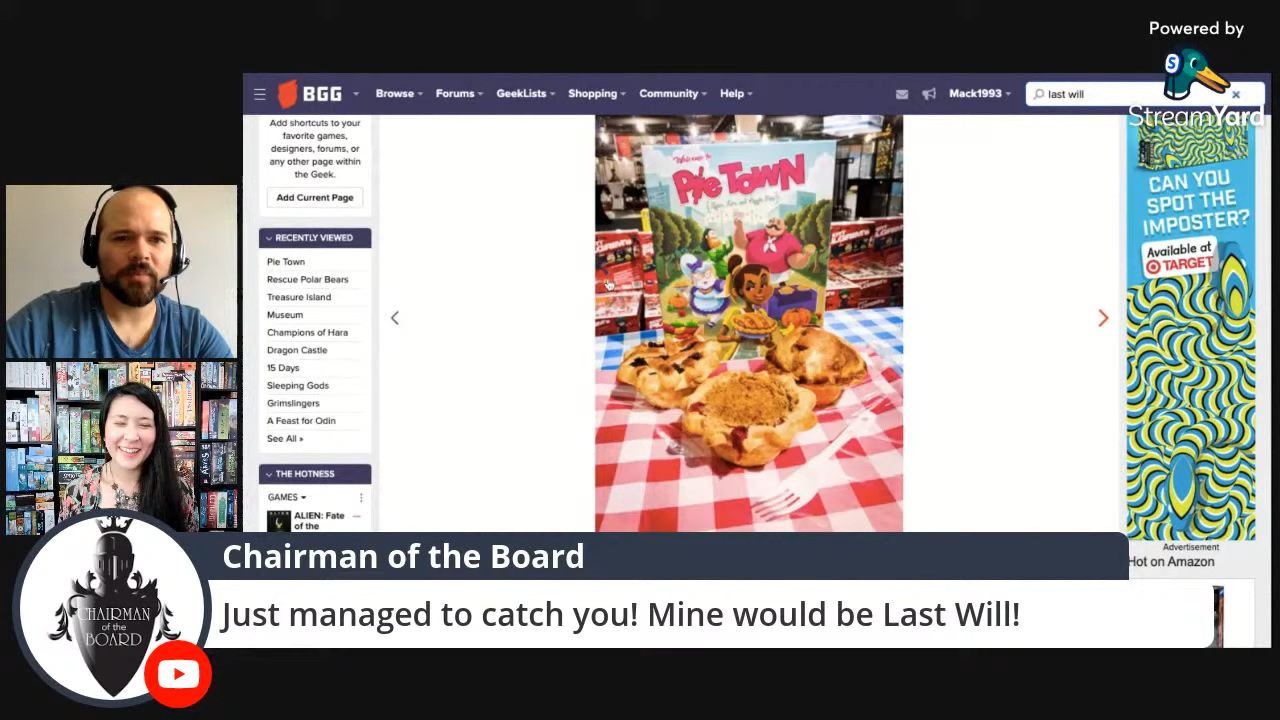 Powered by
StreamYard
BGG
Browse
Forums
GeekLists
Shopping
Community
Help
Mack1993
last will
Add shortcuts to your
favorite games,
designers, forums, or
any other page within
the Geek.
Add Current Page
RECENTLY VIEWED
Pie Town
Rescue Polar Bears
Treasure Island
Museum
Champions of Hara
Dragon Castle
15 Days
Sleeping Gods
Grimslingers
A Feast for Odin
See All »
THE HOTNESS
GAMES
ALIEN: Fate
of the
Welcome to
Pie Town
CAN YOU
SPOT THE
IMPOSTER?
Available at
TARGET
Advertisement
Hot on Amazon
CHAIRMAN
of the
BOARD
Chairman of the Board
Just managed to catch you! Mine would be Last Will!